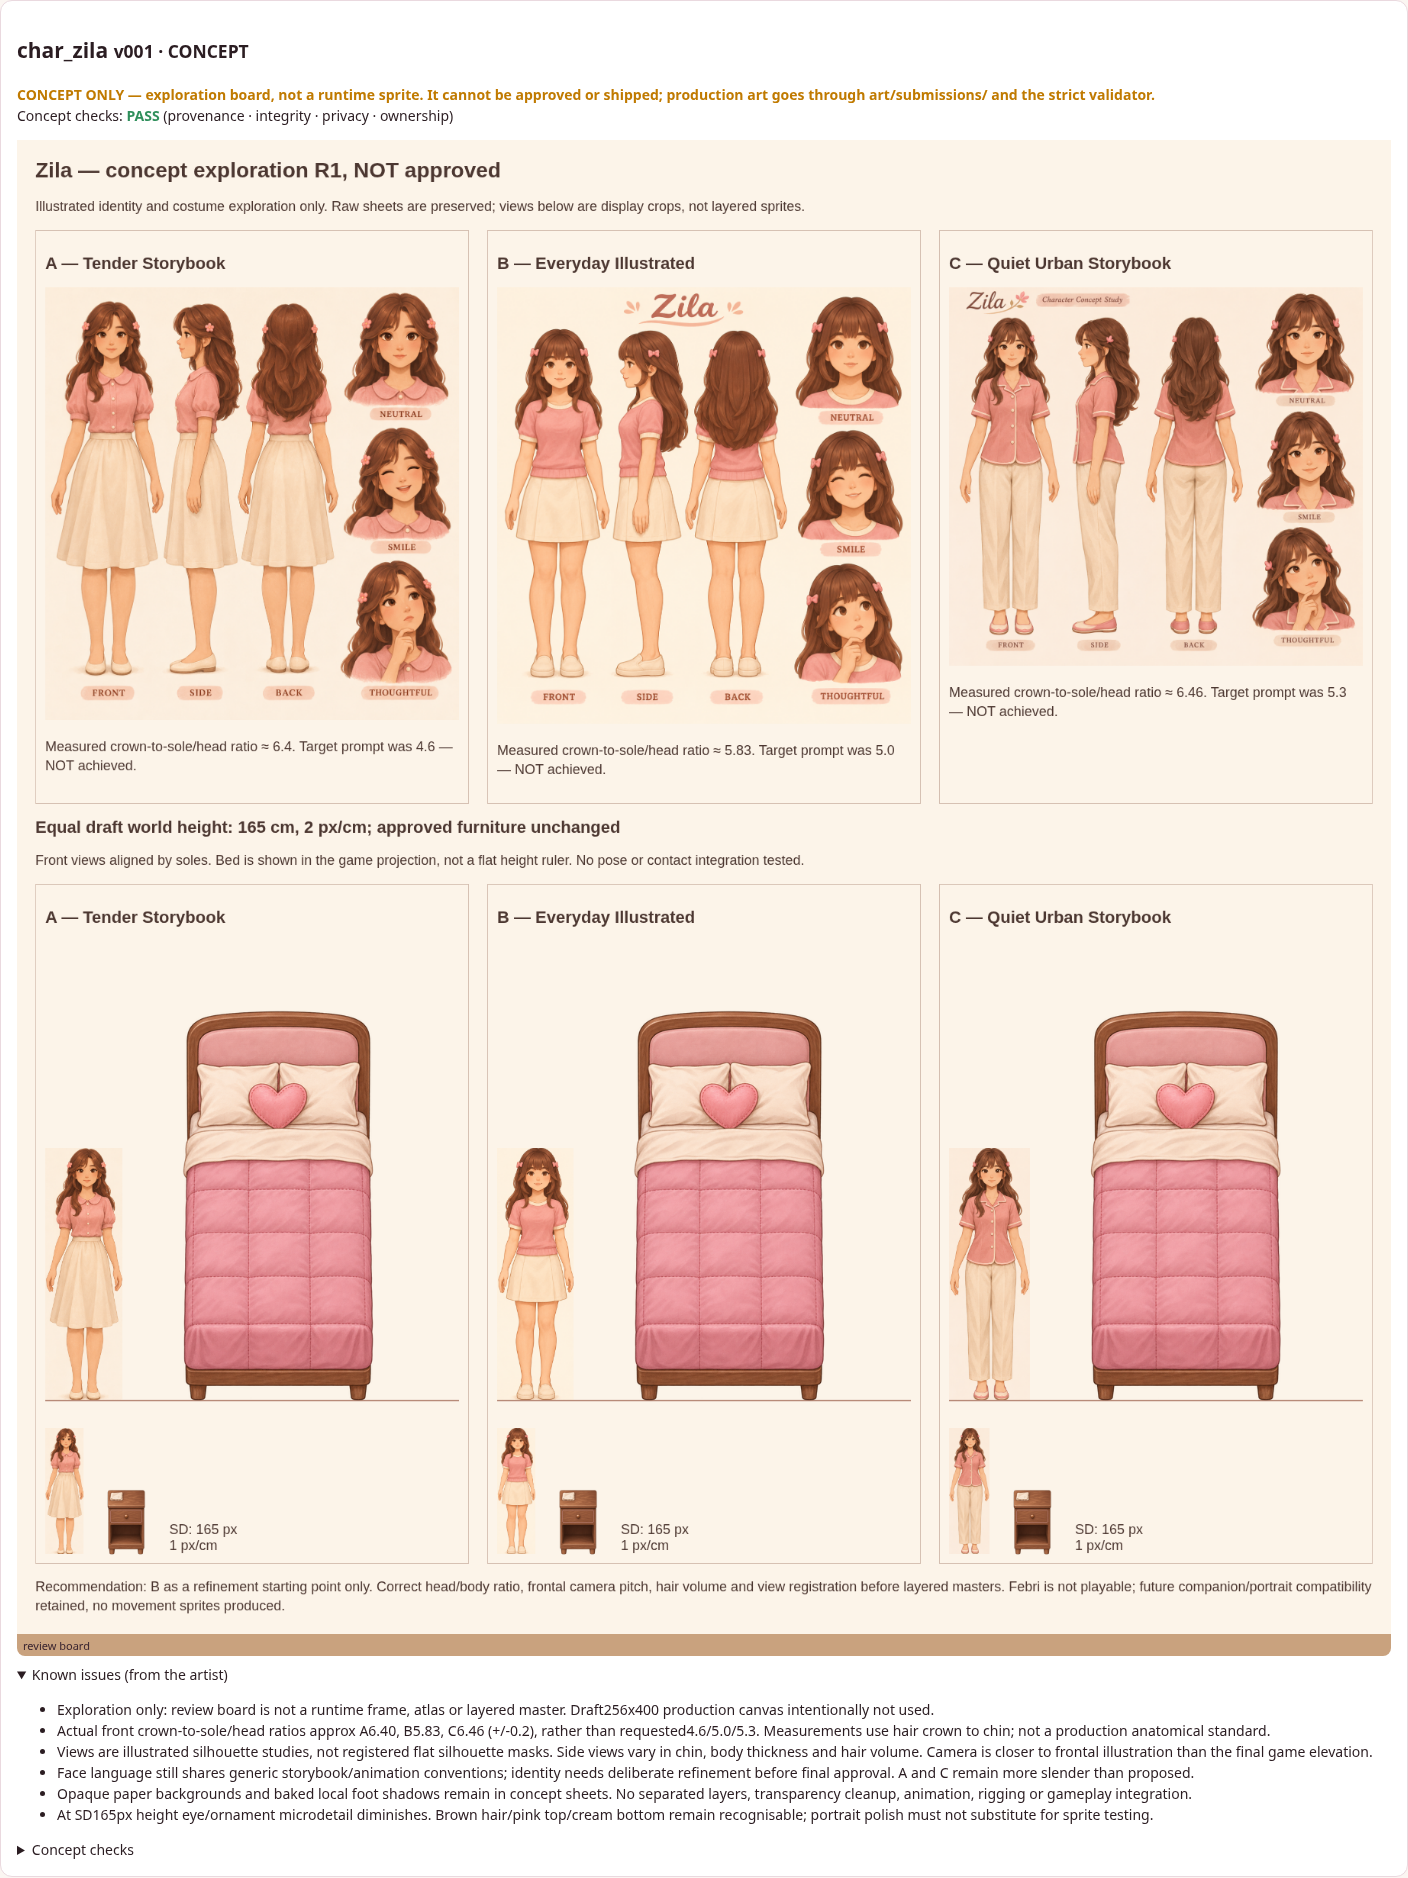 char_zila v001 · CONCEPT
CONCEPT ONLY — exploration board, not a runtime sprite. It cannot be approved or shipped; production art goes through art/submissions/ and the strict validator.
Concept checks: PASS (provenance · integrity · privacy · ownership)
Zila — concept exploration R1, NOT approved
Illustrated identity and costume exploration only. Raw sheets are preserved; views below are display crops, not layered sprites.
A — Tender Storybook
NEUTRAL
SMILE
FRONT
SIDE
BACK
THOUGHTFUL
Measured crown-to-sole/head ratio ≈ 6.4. Target prompt was 4.6 —
NOT achieved.
B — Everyday Illustrated
Zila
NEUTRAL
SMILE
FRONT
SIDE
BACK
THOUGHTFUL
Measured crown-to-sole/head ratio ≈ 5.83. Target prompt was 5.0
— NOT achieved.
C — Quiet Urban Storybook
Zila
Character Concept Study
NEUTRAL
SMILE
THOUGHTFUL
FRONT
SIDE
BACK
Measured crown-to-sole/head ratio ≈ 6.46. Target prompt was 5.3
— NOT achieved.
Equal draft world height: 165 cm, 2 px/cm; approved furniture unchanged
Front views aligned by soles. Bed is shown in the game projection, not a flat height ruler. No pose or contact integration tested.
A — Tender Storybook
SD: 165 px
1 px/cm
B — Everyday Illustrated
SD: 165 px
1 px/cm
C — Quiet Urban Storybook
SD: 165 px
1 px/cm
Recommendation: B as a refinement starting point only. Correct head/body ratio, frontal camera pitch, hair volume and view registration before layered masters. Febri is not playable; future companion/portrait compatibility
retained, no movement sprites produced.
review board
▼ Known issues (from the artist)
• Exploration only: review board is not a runtime frame, atlas or layered master. Draft256x400 production canvas intentionally not used.
• Actual front crown-to-sole/head ratios approx A6.40, B5.83, C6.46 (+/-0.2), rather than requested4.6/5.0/5.3. Measurements use hair crown to chin; not a production anatomical standard.
• Views are illustrated silhouette studies, not registered flat silhouette masks. Side views vary in chin, body thickness and hair volume. Camera is closer to frontal illustration than the final game elevation.
• Face language still shares generic storybook/animation conventions; identity needs deliberate refinement before final approval. A and C remain more slender than proposed.
• Opaque paper backgrounds and baked local foot shadows remain in concept sheets. No separated layers, transparency cleanup, animation, rigging or gameplay integration.
• At SD165px height eye/ornament microdetail diminishes. Brown hair/pink top/cream bottom remain recognisable; portrait polish must not substitute for sprite testing.
▶ Concept checks